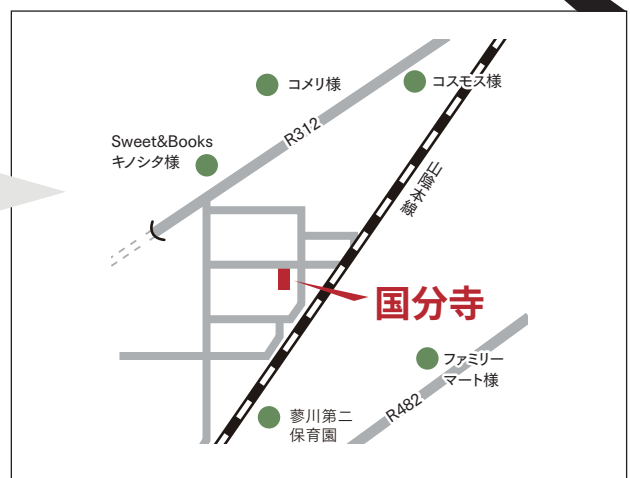 コメリ様
コスモス様
R312
Sweet&Books
キノシタ様
山陰本線
国分寺
ファミリー
マート様
R482
蓼川第二
保育園